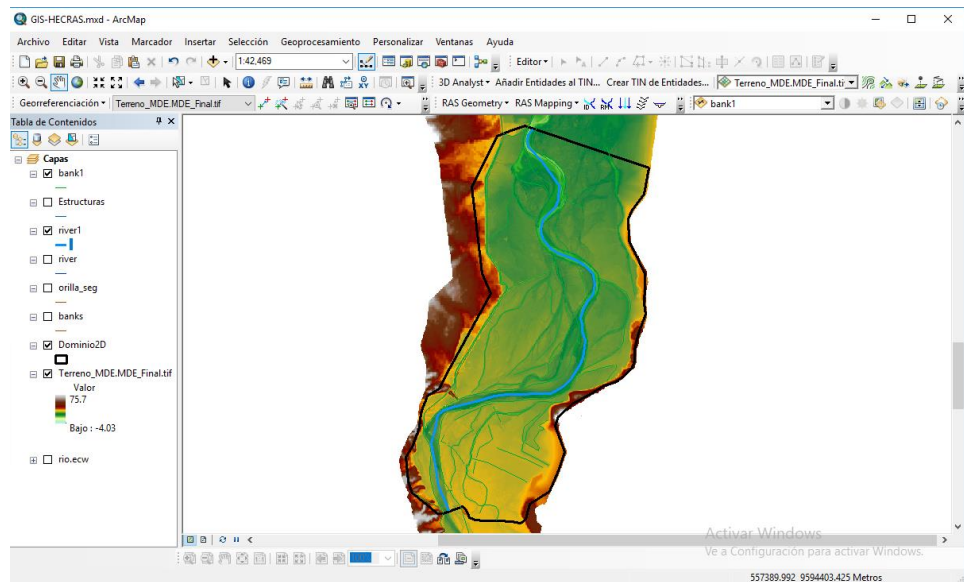 GIS-HECRAS.mxd - ArcMap
Archivo Editar Vista Marcador Insertar Selección Geoprocesamiento Personalizar Ventanas Ayuda
1:42,469 Editor
3D Analyst Añadir Entidades al TIN... Crear TIN de Entidades... Terreno_MDE.MDE_Final.ti
Georreferenciación Terreno_MDE.MDE_Final.tif RAS Geometry RAS Mapping bank1
Tabla de Contenidos
Capas
bank1
Estructuras
river1
river
orilla_seg
banks
Dominio2D
Terreno_MDE.MDE_Final.tif
Valor
75.7
Bajo : -4.03
rio.ecw
Activar Windows
Ve a Configuración para activar Windows.
557389.992 9594403.425 Metros